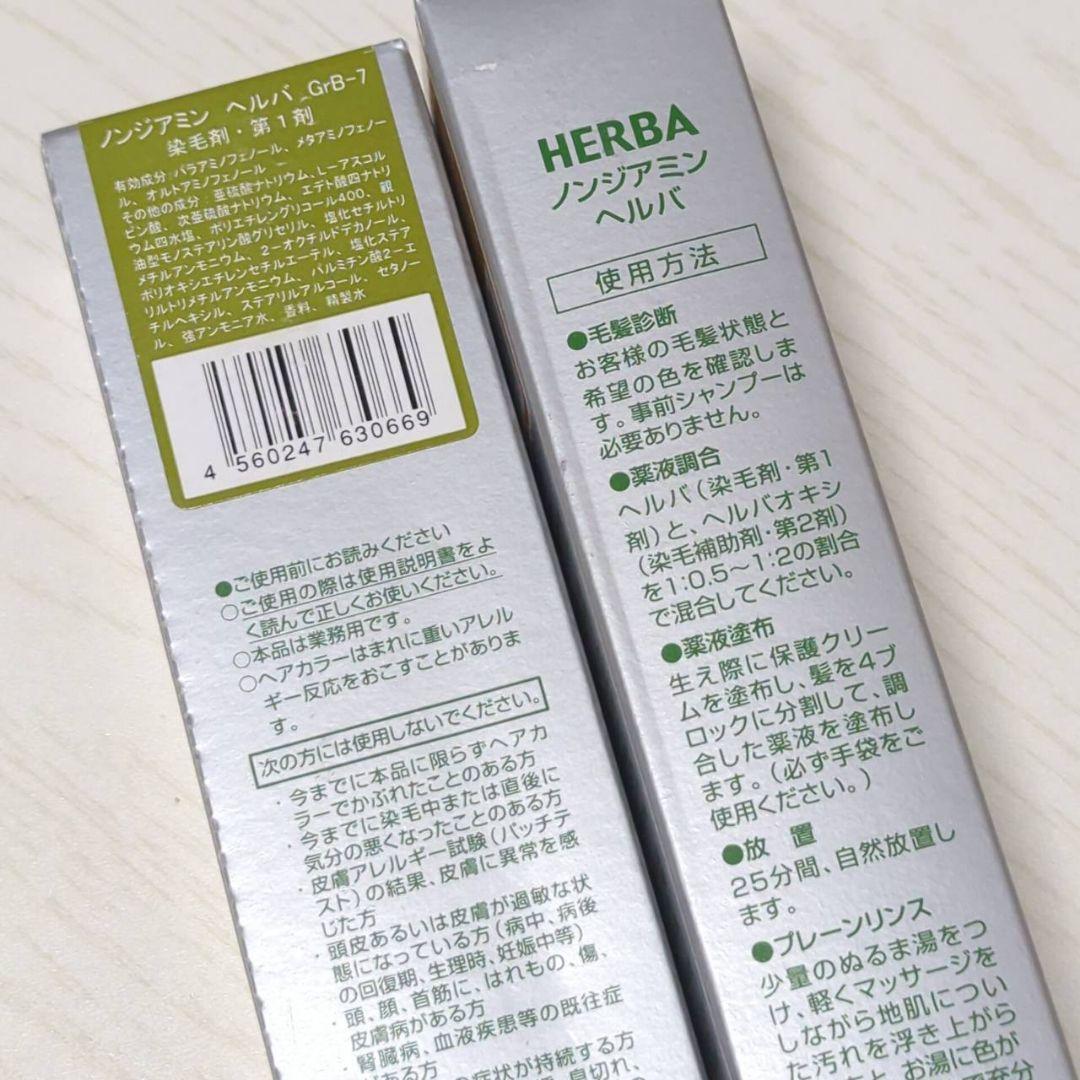 ノンジアミン ヘルバ GrB-7
染毛剤・第1剤
有効成分:パラアミノフェノール、メタアミノフェノー
ル、オルトアミノフェノール
その他の成分:亜硫酸ナトリウム、L-アスコル
ビン酸、次亜硫酸ナトリウム、エデト酸四ナトリ
ウム四水塩、ポリエチレングリコール400、親
油型モノステアリン酸グリセリル、塩化セチルトリ
メチルアンモニウム、2-オクチルドデカノール、
ポリオキシエチレンセチルエーテル、塩化ステア
リルトリメチルアンモニウム、パルミチン酸2-エ
チルヘキシル、ステアリルアルコール、セタノー
ル、強アンモニア水、香料、精製水
4 560247 630669
●ご使用前にお読みください
○ご使用の際は使用説明書をよ
く読んで正しくお使いください。
○本品は業務用です。
○ヘアカラーはまれに重いアレル
ギー反応をおこすことがありま
す。
次の方には使用しないでください。
・今までに本品に限らずヘアカ
ラーでかぶれたことのある方
・今までに染毛中または直後に
気分の悪くなったことのある方
・皮膚アレルギー試験(パッチテ
スト)の結果、皮膚に異常を感
じた方
・頭皮あるいは皮膚が過敏な状
態になっている方(病中、病後
の回復期、生理時、妊娠中等)
・頭、顔、首筋に、はれもの、傷、
皮膚病がある方
・腎臓病、血液疾患等の既往症
がある方
症状が持続する方
息切れ、
HERBA
ノンジアミン
ヘルバ
使用方法
●毛髪診断
お客様の毛髪状態と
希望の色を確認しま
す。事前シャンプーは
必要ありません。
●薬液調合
ヘルバ(染毛剤・第1
剤)と、ヘルバオキシ
(染毛補助剤・第2剤)
を1:0.5～1:2の割合
で混合してください。
●薬液塗布
生え際に保護クリー
ムを塗布し、髪を4ブ
ロックに分割して、調
合した薬液を塗布し
ます。(必ず手袋をご
使用ください。)
●放 置
25分間、自然放置し
ます。
●プレーンリンス
少量のぬるま湯をつ
け、軽くマッサージを
しながら地肌につい
た汚れを浮き上がら
お湯に色が
で充分